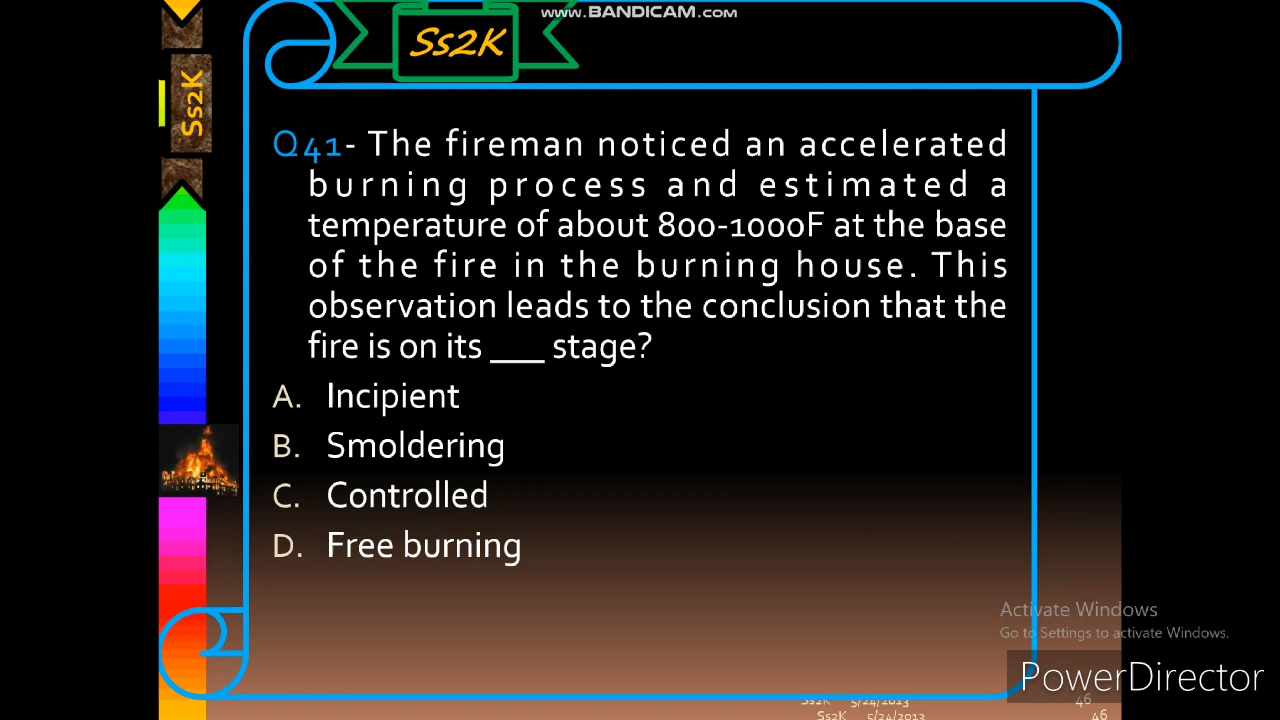 www.BANDICAM.com
Ss2K
Ss2K
Q41- The fireman noticed an accelerated
burning process and estimated a
temperature of about 800-1000F at the base
of the fire in the burning house. This
observation leads to the conclusion that the
fire is on its ___ stage?
A. Incipient
B. Smoldering
C. Controlled
D. Free burning
Activate Windows
Go to Settings to activate Windows.
PowerDirector
Ss2K 5/24/2013 46
Ss2K 5/24/2013 46